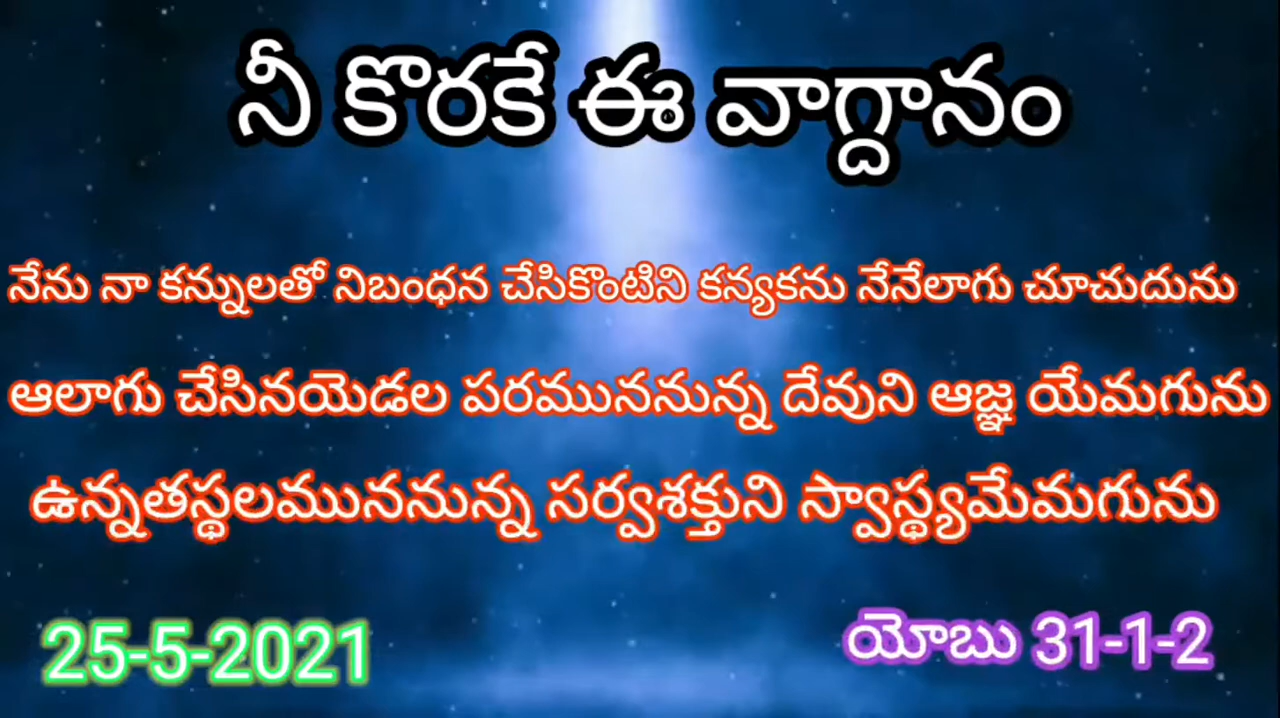 నీ కొరకే ఈ వాగ్దానం
నేను నా కన్నులతో నిబంధన చేసికొంటిని కన్యకను నేనేలాగు చూచుదును
ఆలాగు చేసినయెడల పరముననున్న దేవుని ఆజ్ఞ యేమగును
ఉన్నతస్థలముననున్న సర్వశక్తుని స్వాస్థ్యమేమగును
25-5-2021
యోబు 31-1-2